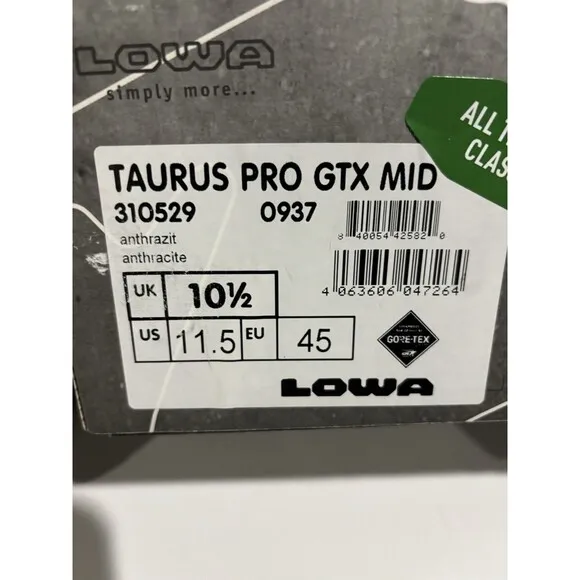 LOWA
simply more...
ALL
CLAS
TAURUS PRO GTX MID
310529 0937
8 40054 42582 0
anthrazit
anthracite
4 063606 047264
UK 10½
US 11.5 EU 45
GORE-TEX
LOWA